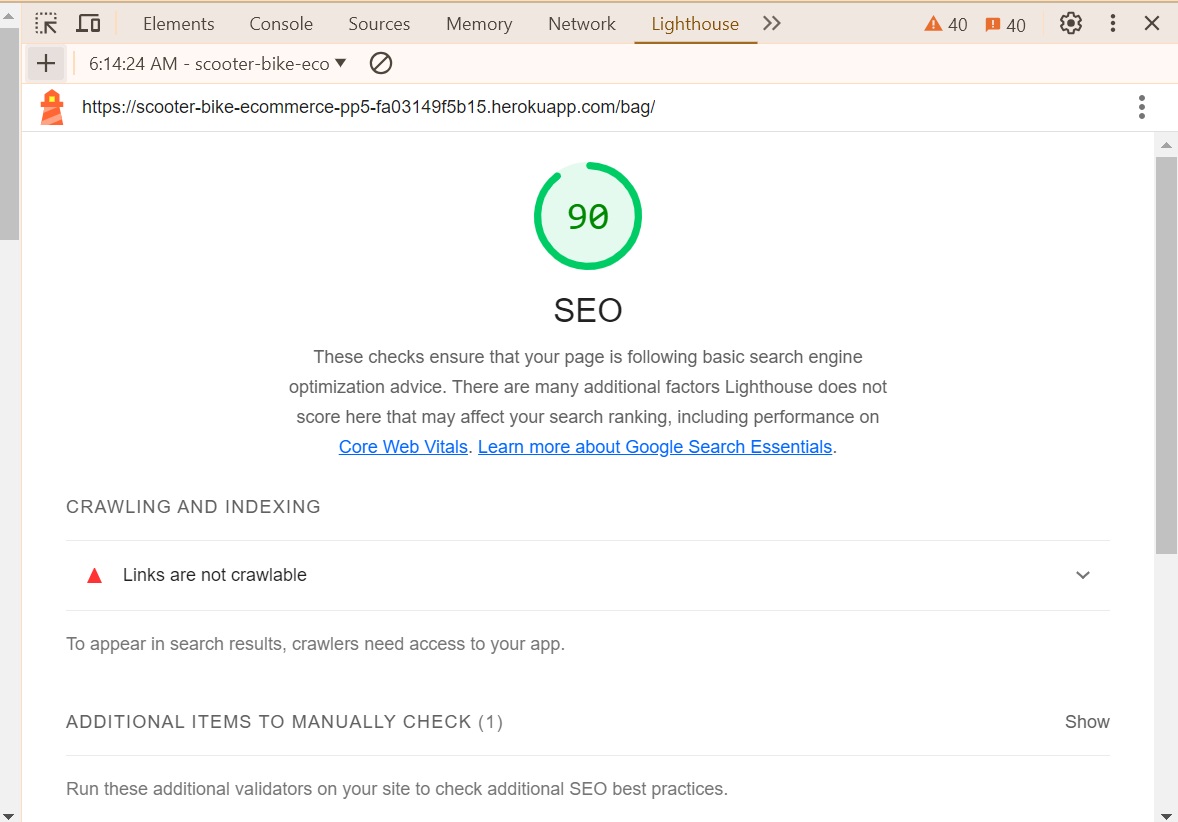 Elements Console Sources Memory Network Lighthouse 40 40
6:14:24 AM - scooter-bike-eco
https://scooter-bike-ecommerce-pp5-fa03149f5b15.herokuapp.com/bag/
90
SEO
These checks ensure that your page is following basic search engine
optimization advice. There are many additional factors Lighthouse does not
score here that may affect your search ranking, including performance on
Core Web Vitals. Learn more about Google Search Essentials.
CRAWLING AND INDEXING
Links are not crawlable
To appear in search results, crawlers need access to your app.
ADDITIONAL ITEMS TO MANUALLY CHECK (1) Show
Run these additional validators on your site to check additional SEO best practices.